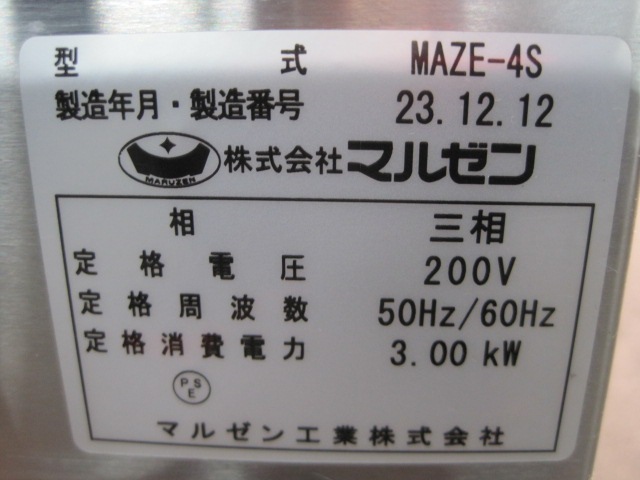 型式 MAZE-4S
製造年月・製造番号 23.12.12
MARUZEN 株式会社マルゼン
相 三相
定格電圧 200V
定格周波数 50Hz/60Hz
定格消費電力 3.00 kW
PSE
マルゼン工業株式会社